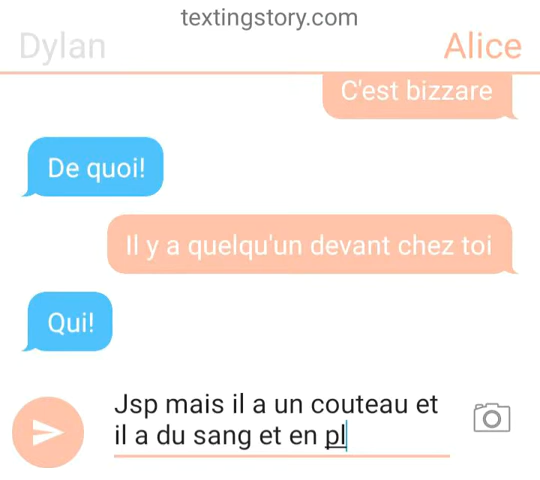 textingstory.com
Dylan
Alice
C'est bizzare
De quoi!
Il y a quelqu'un devant chez toi
Qui!
Jsp mais il a un couteau et
il a du sang et en pl